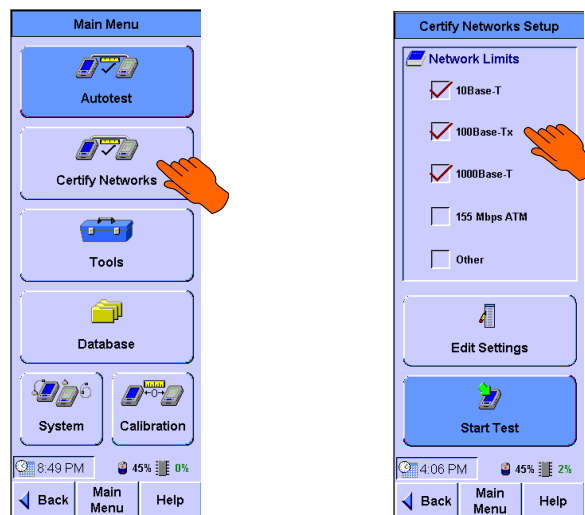 Main Menu
Autotest
Certify Networks
Tools
Database
System
Calibration
8:49 PM
45%
0%
Back
Main
Menu
Help
Certify Networks Setup
Network Limits
10Base-T
100Base-Tx
1000Base-T
155 Mbps ATM
Other
Edit Settings
Start Test
4:06 PM
45%
2%
Back
Main
Menu
Help